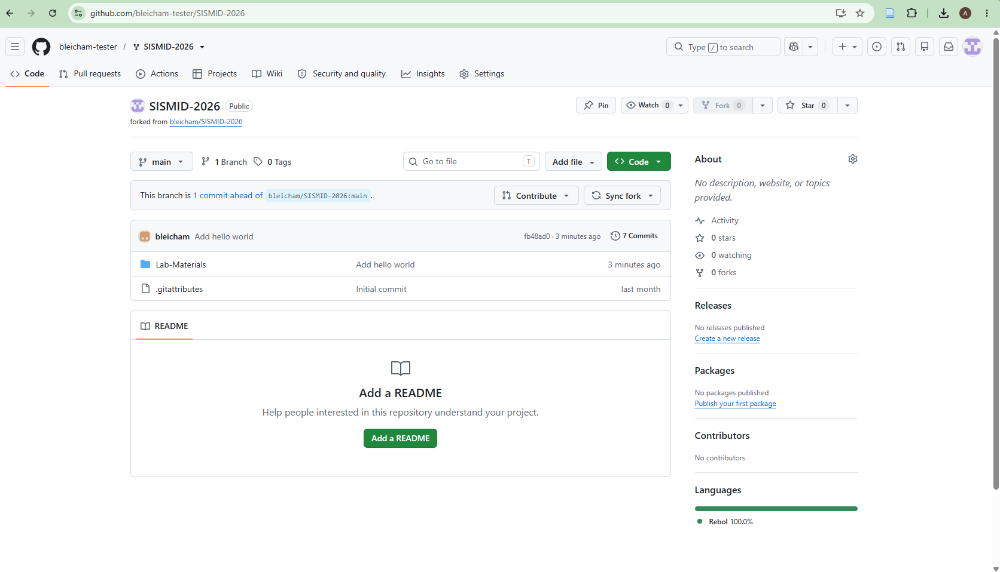 github.com/bleicham-tester/SISMID-2026
A
bleicham-tester / SISMID-2026
Type / to search
Code Pull requests Actions Projects Wiki Security and quality Insights Settings
SISMID-2026 Public
Pin Watch 0 Fork 0 Star 0
forked from bleicham/SISMID-2026
main 1 Branch 0 Tags Go to file T Add file Code
This branch is 1 commit ahead of bleicham/SISMID-2026:main . Contribute Sync fork
bleicham Add hello world fb48ad0 · 3 minutes ago 7 Commits
Lab-Materials Add hello world 3 minutes ago
.gitattributes Initial commit last month
README
Add a README
Help people interested in this repository understand your project.
Add a README
About
No description, website, or topics
provided.
Activity
0 stars
0 watching
0 forks
Releases
No releases published
Create a new release
Packages
No packages published
Publish your first package
Contributors
No contributors
Languages
Rebol 100.0%